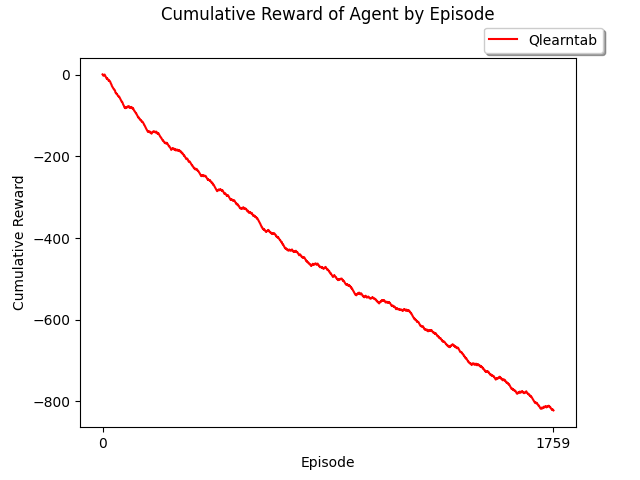 Cumulative Reward of Agent by Episode
Qlearntab
0
−200
−400
−600
−800
Cumulative Reward
0
1759
Episode